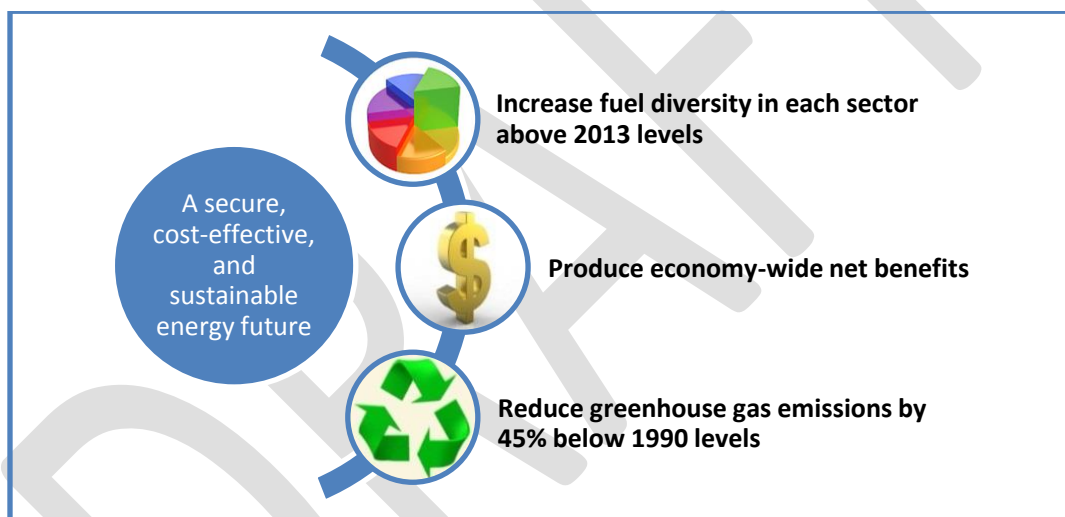 A secure,
cost-effective,
and
sustainable
energy future
Increase fuel diversity in each sector
above 2013 levels
Produce economy-wide net benefits
Reduce greenhouse gas emissions by
45% below 1990 levels
DRAFT